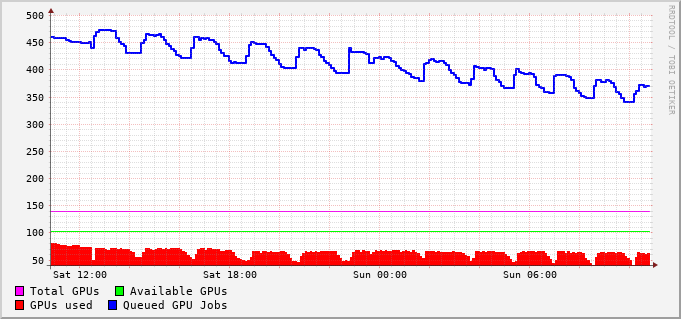 500
450
400
350
300
250
200
150
100
50
Sat 12:00 Sat 18:00 Sun 00:00 Sun 06:00
Total GPUs Available GPUs
GPUs used Queued GPU Jobs
RRDTOOL / TOBI OETIKER